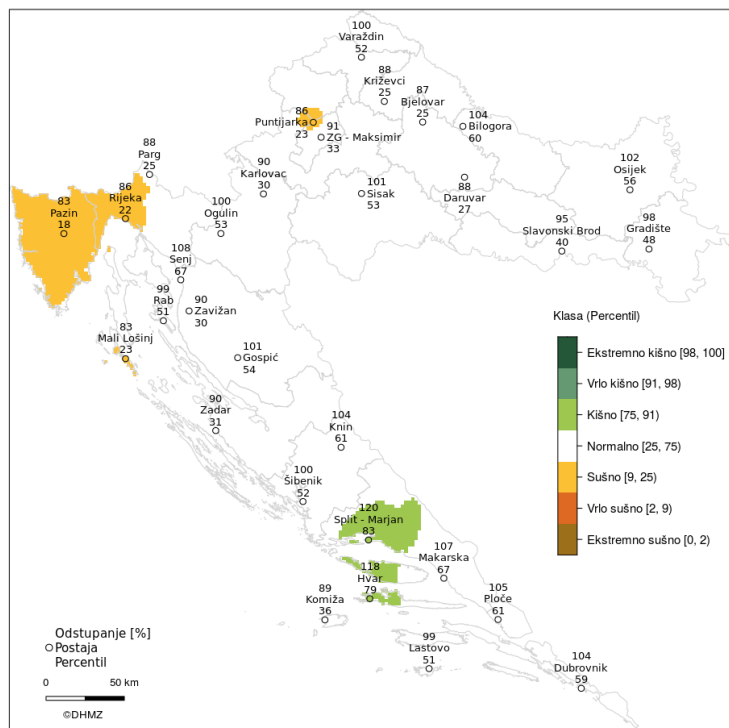 100
Varaždin
52
88
Križevci
25
87
Bjelovar
25
104
Bilogora
60
86
Puntijarka
23
91
ZG - Maksimir
33
88
Parg
25
90
Karlovac
30
101
Sisak
53
88
Daruvar
27
102
Osijek
56
83
Pazin
18
86
Rijeka
22
100
Ogulin
53
95
Slavonski Brod
40
98
Gradište
48
108
Senj
67
99
Rab
51
90
Zavižan
30
83
Mali Lošinj
23
101
Gospić
54
90
Zadar
31
104
Knin
61
100
Šibenik
52
120
Split - Marjan
83
107
Makarska
67
118
Hvar
79
89
Komiža
36
105
Ploče
61
99
Lastovo
51
104
Dubrovnik
59
Klasa (Percentil)
Ekstremno kišno [98, 100]
Vrlo kišno [91, 98)
Kišno [75, 91)
Normalno [25, 75)
Sušno [9, 25)
Vrlo sušno [2, 9)
Ekstremno sušno [0, 2)
Odstupanje [%]
Postaja
Percentil
0 50 km
©DHMZ